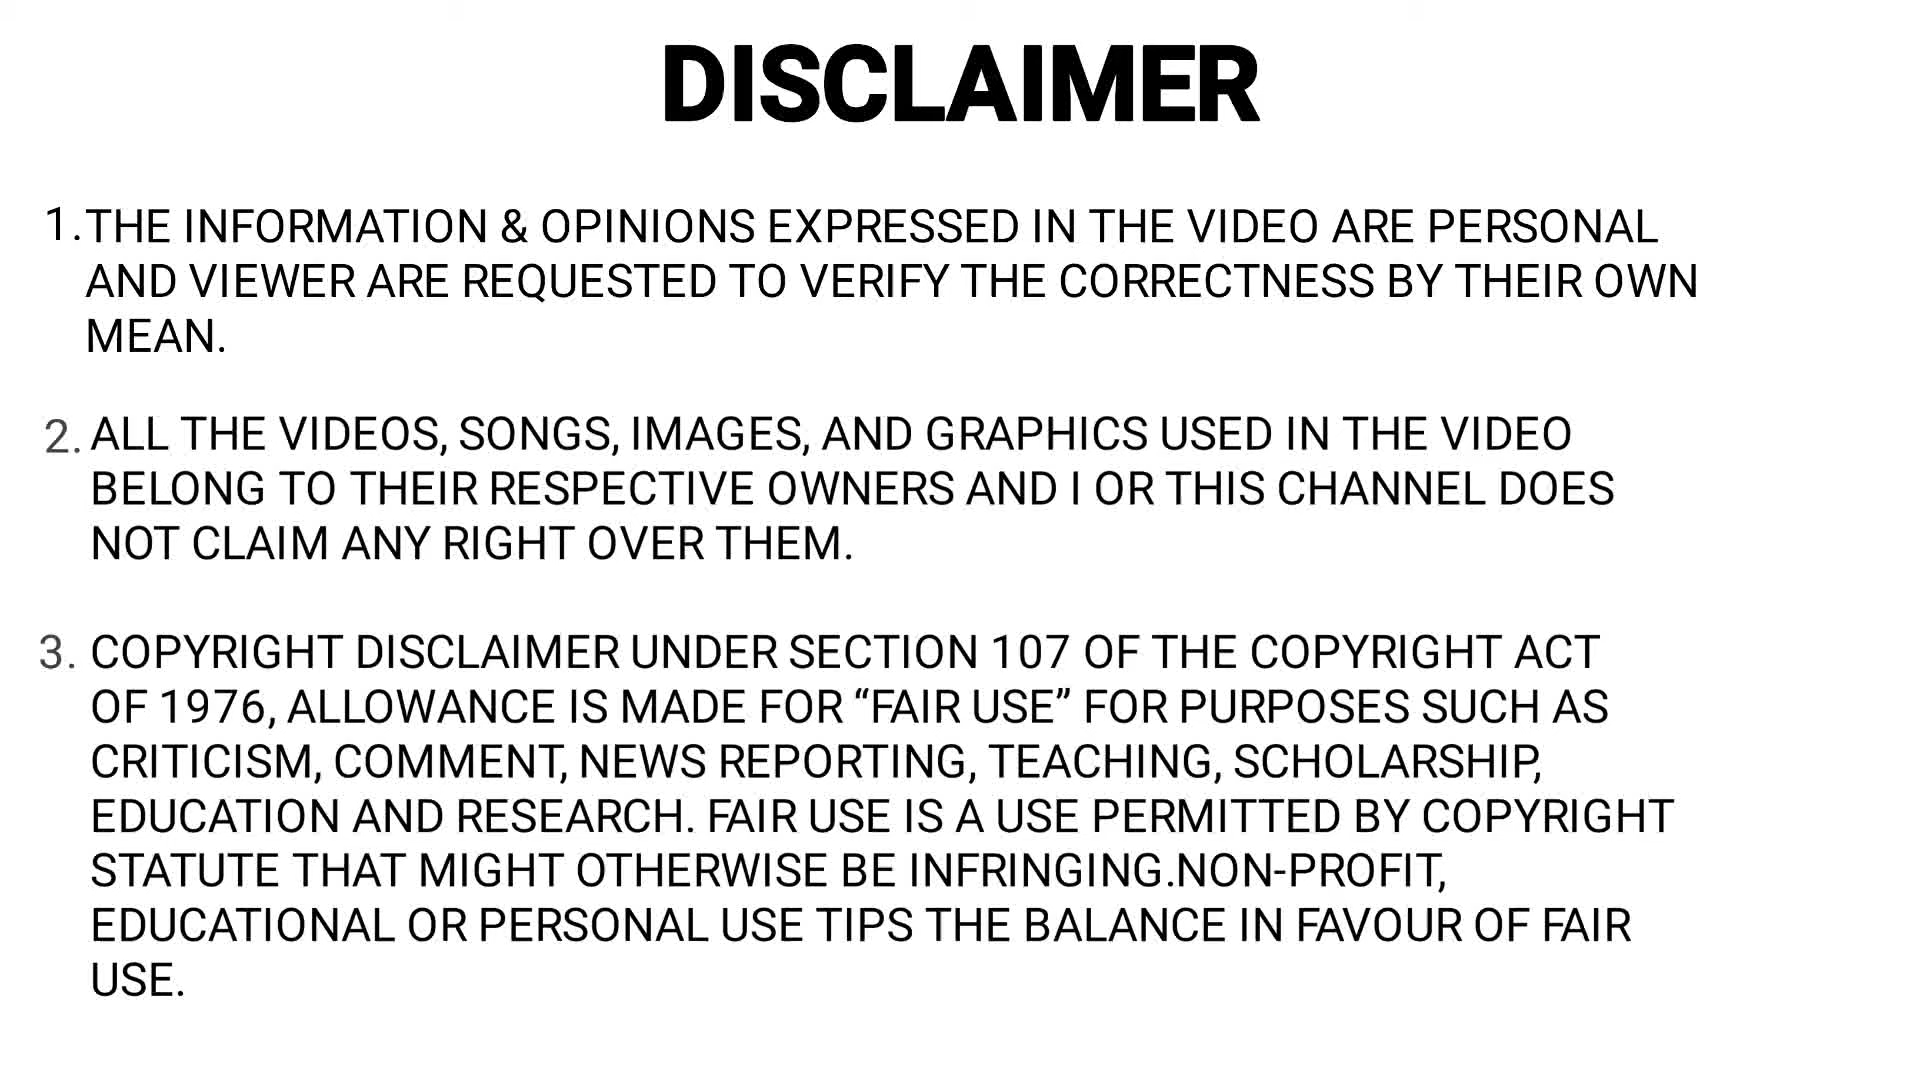 DISCLAIMER
1. THE INFORMATION & OPINIONS EXPRESSED IN THE VIDEO ARE PERSONAL
AND VIEWER ARE REQUESTED TO VERIFY THE CORRECTNESS BY THEIR OWN
MEAN.
2. ALL THE VIDEOS, SONGS, IMAGES, AND GRAPHICS USED IN THE VIDEO
BELONG TO THEIR RESPECTIVE OWNERS AND I OR THIS CHANNEL DOES
NOT CLAIM ANY RIGHT OVER THEM.
3. COPYRIGHT DISCLAIMER UNDER SECTION 107 OF THE COPYRIGHT ACT
OF 1976, ALLOWANCE IS MADE FOR “FAIR USE” FOR PURPOSES SUCH AS
CRITICISM, COMMENT, NEWS REPORTING, TEACHING, SCHOLARSHIP,
EDUCATION AND RESEARCH. FAIR USE IS A USE PERMITTED BY COPYRIGHT
STATUTE THAT MIGHT OTHERWISE BE INFRINGING.NON-PROFIT,
EDUCATIONAL OR PERSONAL USE TIPS THE BALANCE IN FAVOUR OF FAIR
USE.